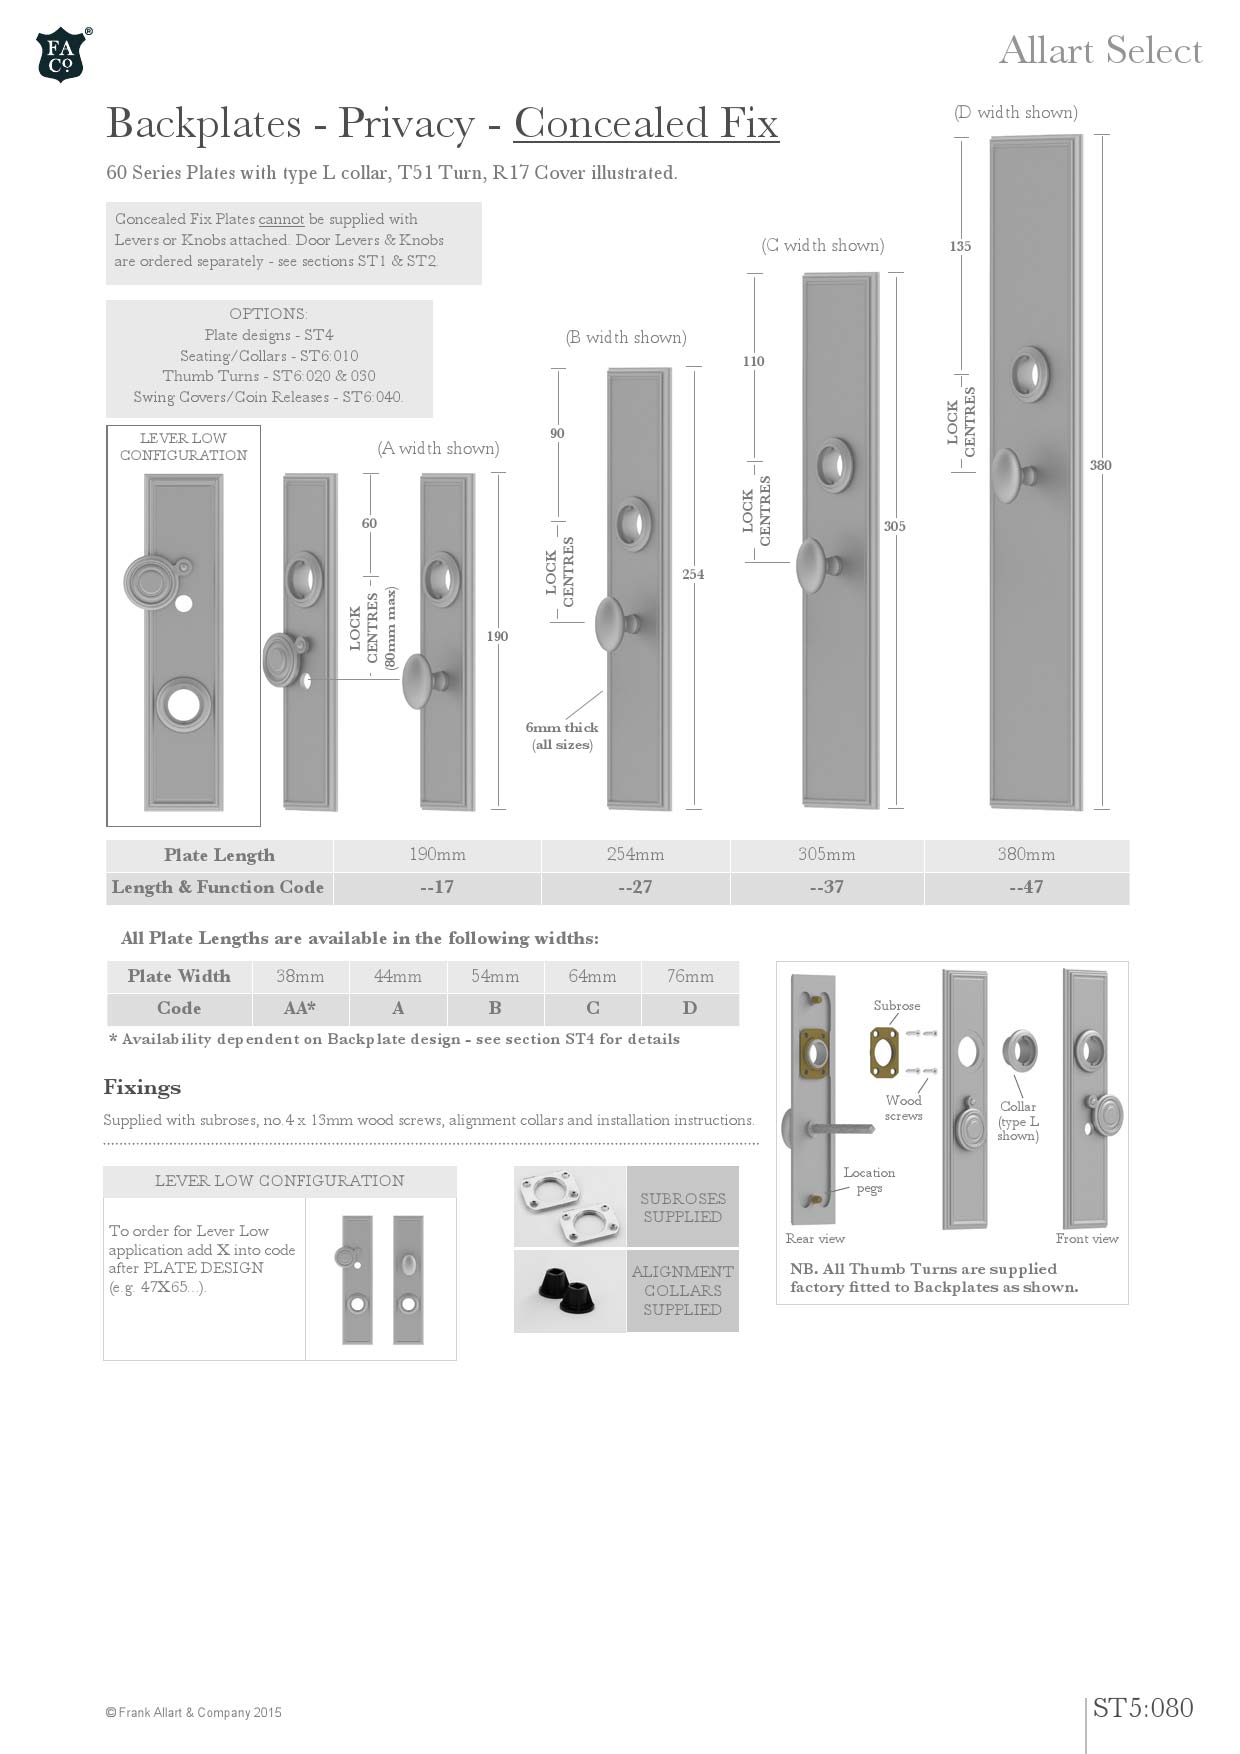 FA
Co.
®
Allart Select
Backplates - Privacy - Concealed Fix
60 Series Plates with type L collar, T51 Turn, R17 Cover illustrated.
Concealed Fix Plates cannot be supplied with
Levers or Knobs attached. Door Levers & Knobs
are ordered separately - see sections ST1 & ST2.
OPTIONS:
Plate designs - ST4
Seating/Collars - ST6:010
Thumb Turns - ST6:020 & 030
Swing Covers/Coin Releases - ST6:040.
LEVER LOW
CONFIGURATION
(A width shown)
60
LOCK
CENTRES
(80mm max)
190
(B width shown)
90
LOCK
CENTRES
254
6mm thick
(all sizes)
(C width shown)
110
LOCK
CENTRES
305
(D width shown)
135
LOCK
CENTRES
380
Plate Length 190mm 254mm 305mm 380mm
Length & Function Code --17 --27 --37 --47
All Plate Lengths are available in the following widths:
Plate Width 38mm 44mm 54mm 64mm 76mm
Code AA* A B C D
* Availability dependent on Backplate design - see section ST4 for details
Fixings
Supplied with subroses, no.4 x 13mm wood screws, alignment collars and installation instructions.
LEVER LOW CONFIGURATION
To order for Lever Low
application add X into code
after PLATE DESIGN
(e.g. 47X65...).
SUBROSES
SUPPLIED
ALIGNMENT
COLLARS
SUPPLIED
Subrose
Wood
screws
Collar
(type L
shown)
Location
pegs
Rear view
Front view
NB. All Thumb Turns are supplied
factory fitted to Backplates as shown.
© Frank Allart & Company 2015
ST5:080